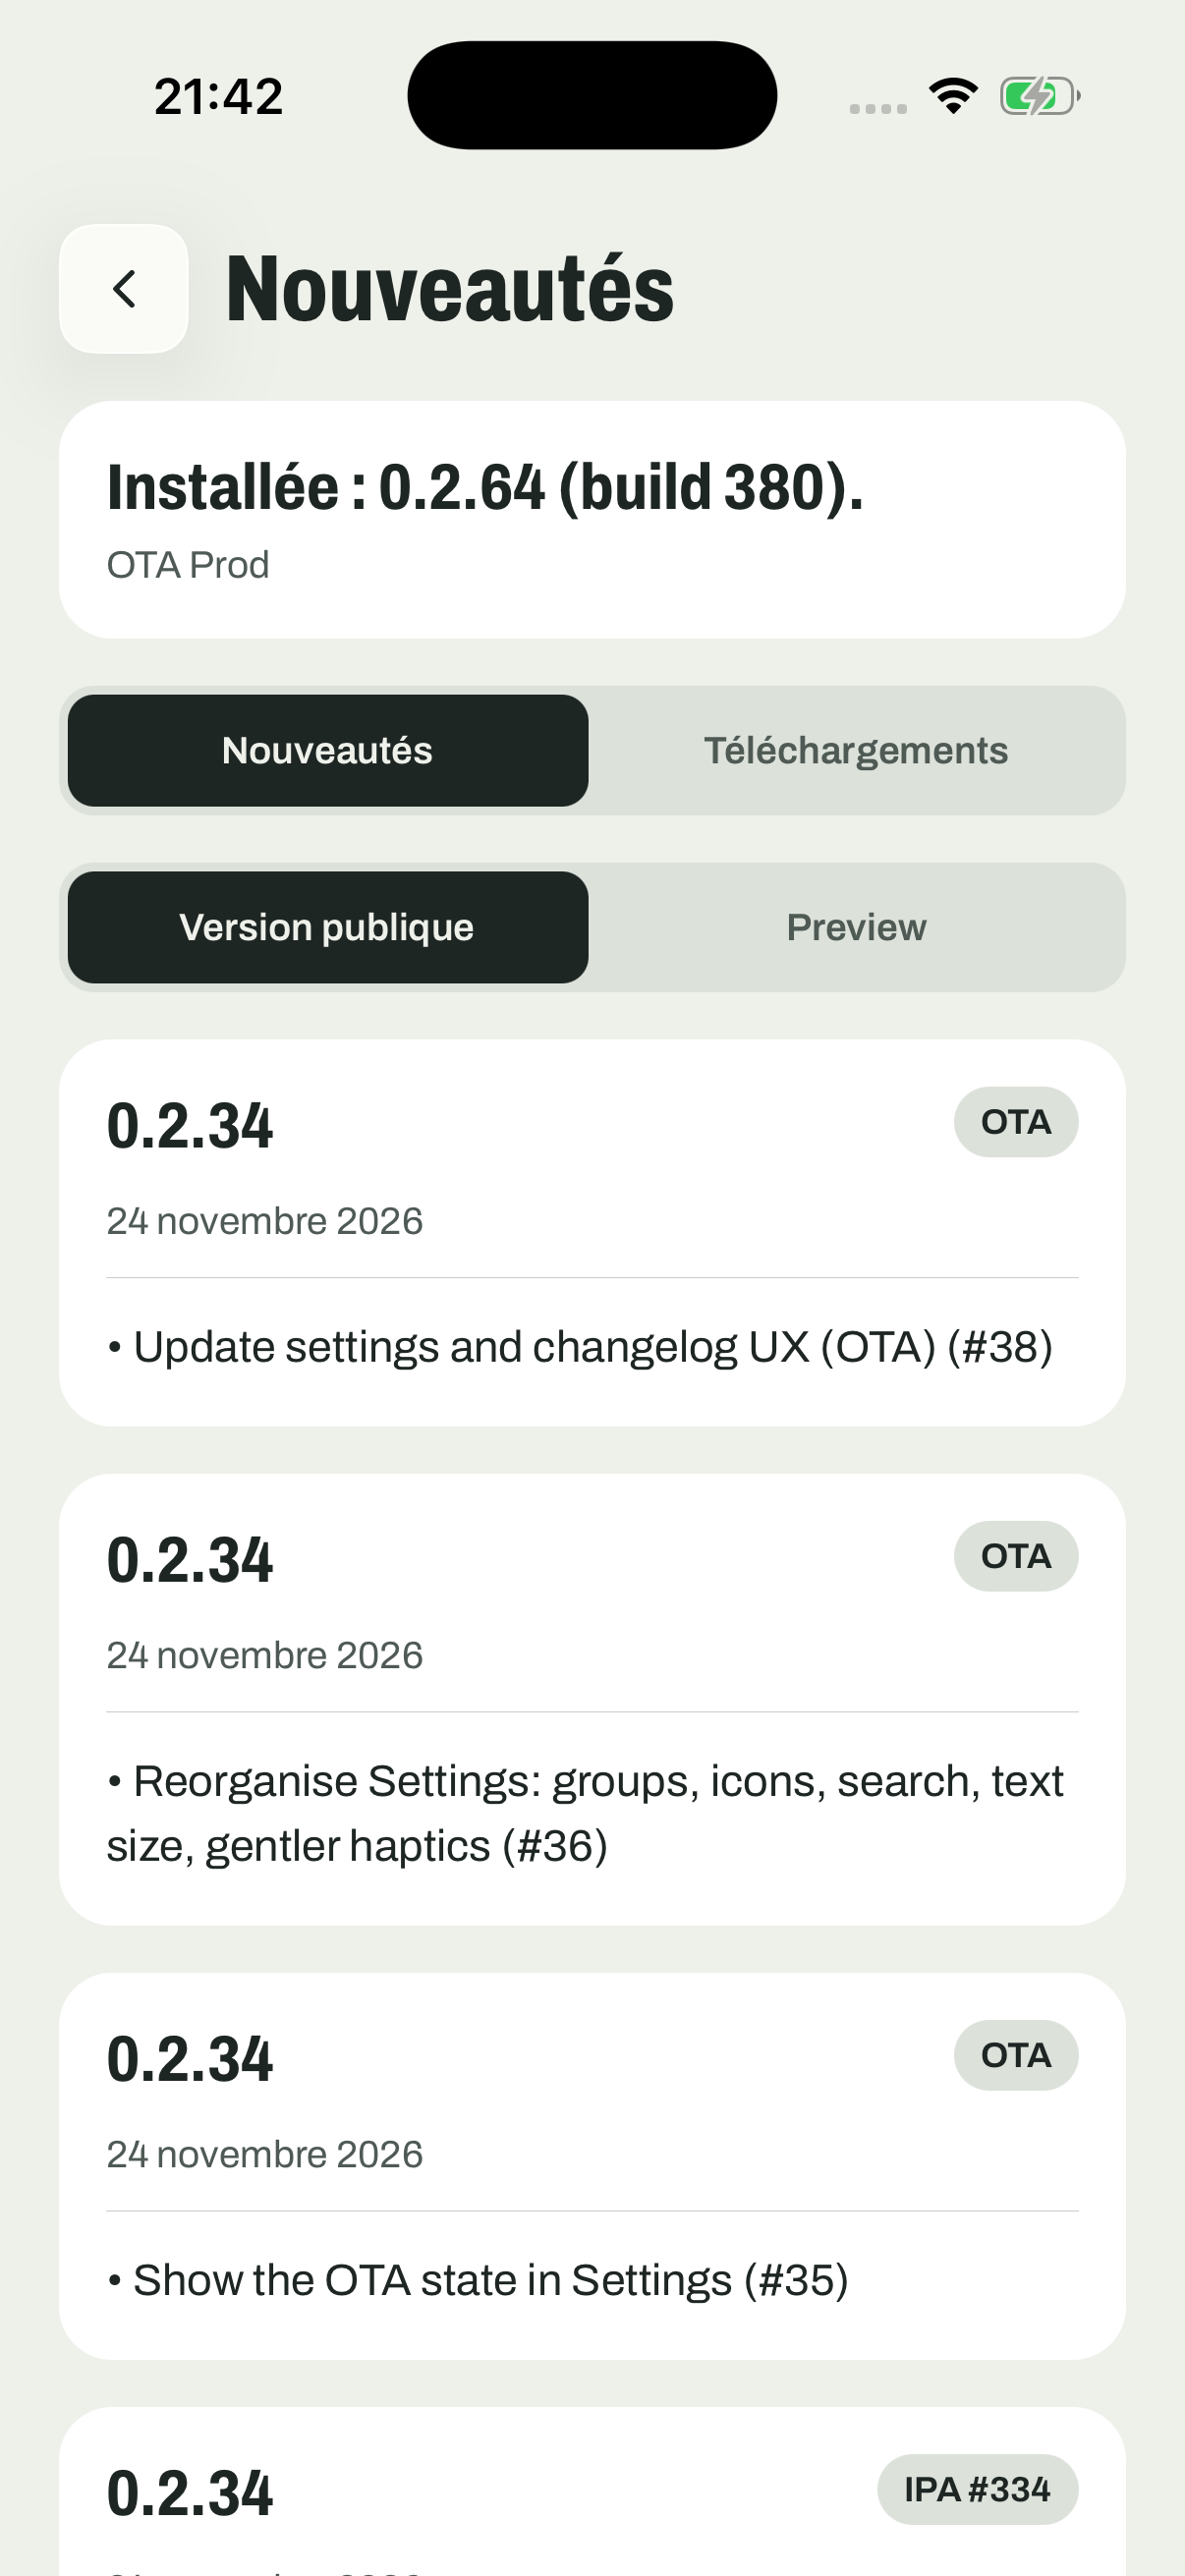 21:42
Nouveautés
Installée : 0.2.64 (build 380).
OTA Prod
Nouveautés
Téléchargements
Version publique
Preview
0.2.34
OTA
24 novembre 2026
• Update settings and changelog UX (OTA) (#38)
0.2.34
OTA
24 novembre 2026
• Reorganise Settings: groups, icons, search, text
size, gentler haptics (#36)
0.2.34
OTA
24 novembre 2026
• Show the OTA state in Settings (#35)
0.2.34
IPA #334